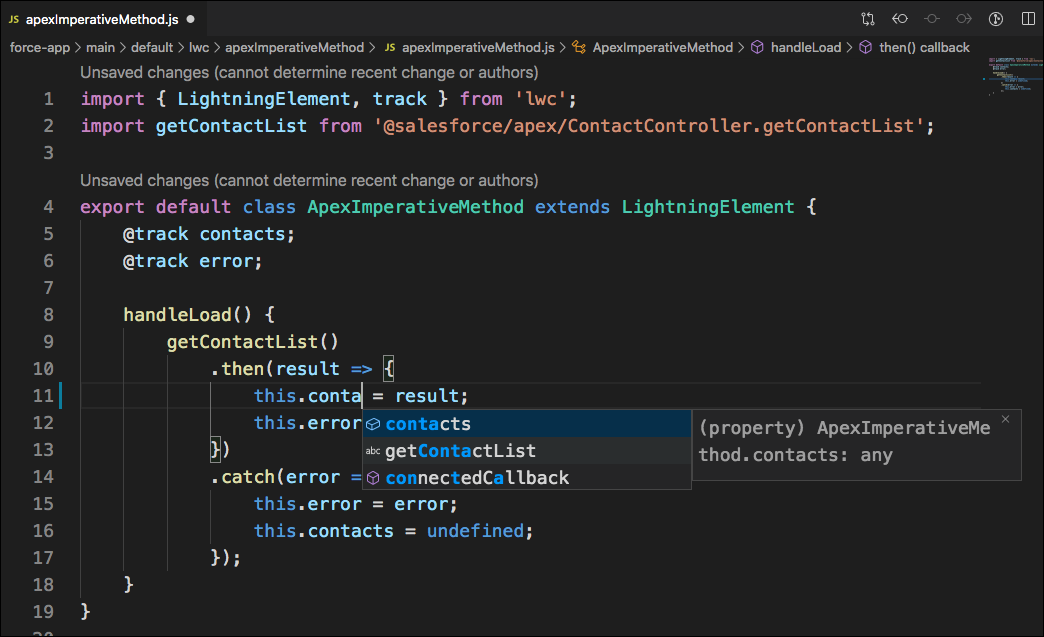 JS apexImperativeMethod.js ●
force-app > main > default > lwc > apexImperativeMethod > JS apexImperativeMethod.js > ApexImperativeMethod > handleLoad > then() callback
Unsaved changes (cannot determine recent change or authors)
1 import { LightningElement, track } from 'lwc';
2 import getContactList from '@salesforce/apex/ContactController.getContactList';
3
Unsaved changes (cannot determine recent change or authors)
4 export default class ApexImperativeMethod extends LightningElement {
5 @track contacts;
6 @track error;
7
8 handleLoad() {
9 getContactList()
10 .then(result => {
11 this.conta = result;
12 this.error
contacts
(property) ApexImperativeMe
thod.contacts: any
13 })
abc getContactList
14 .catch(error =
connectedCallback
15 this.error = error;
16 this.contacts = undefined;
17 });
18 }
19 }